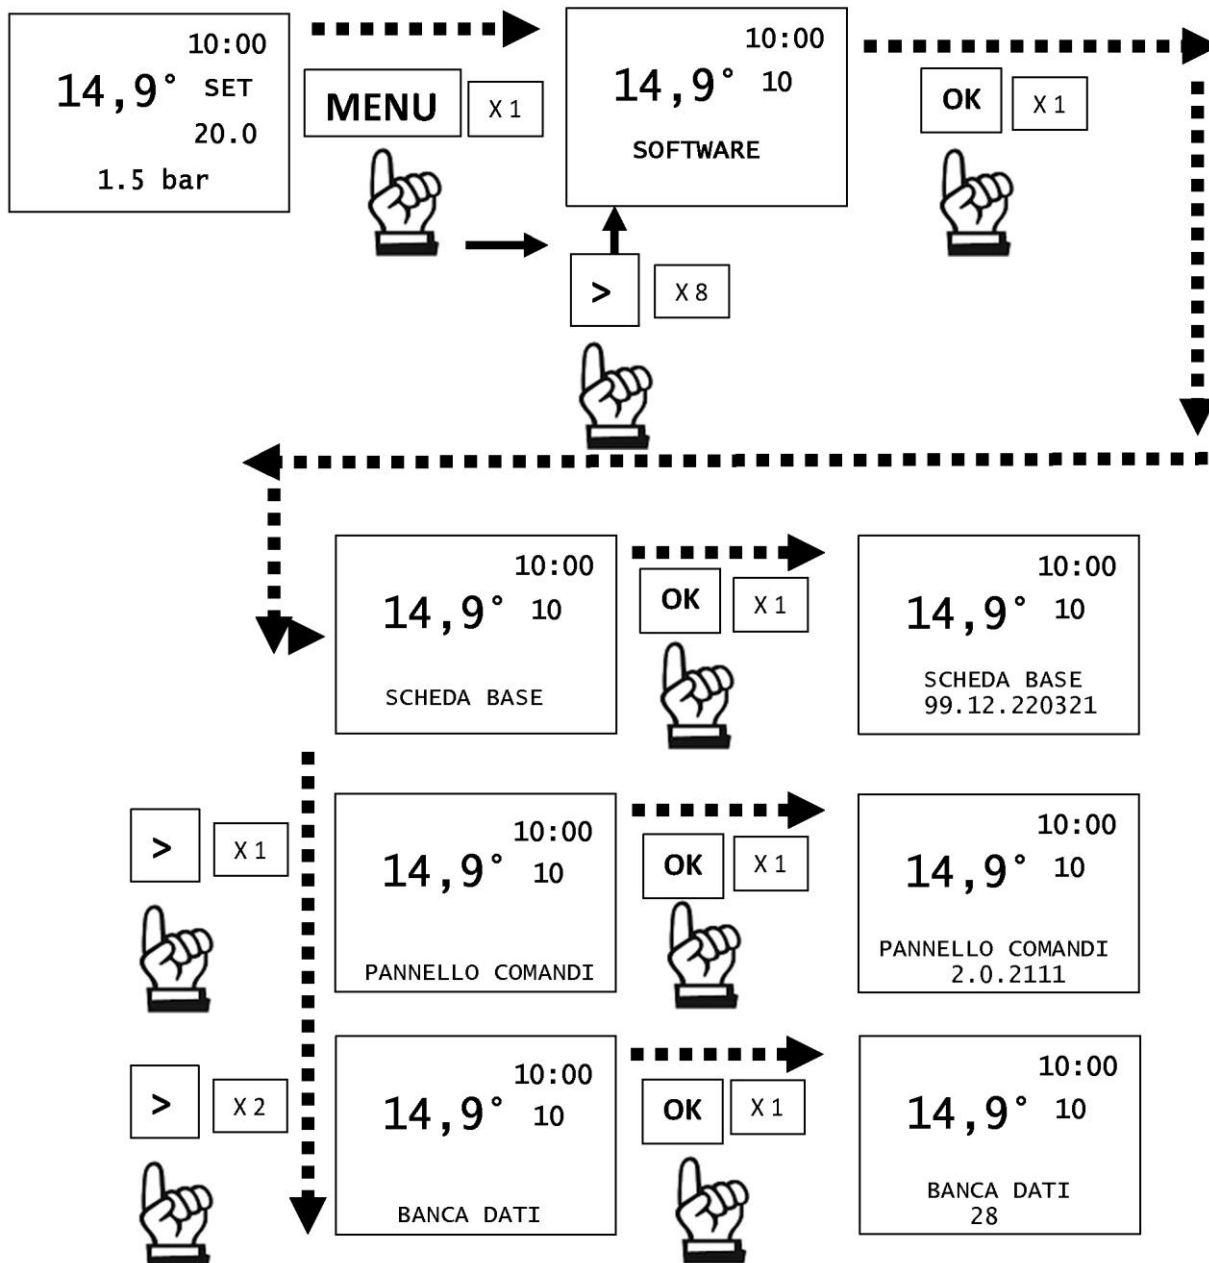 10:00
14,9° SET
20.0
1.5 bar
MENU X 1
10:00
14,9° 10
SOFTWARE
OK X 1
> X 8
10:00
14,9° 10
SCHEDA BASE
OK X 1
10:00
14,9° 10
SCHEDA BASE
99.12.220321
> X 1
10:00
14,9° 10
PANNELLO COMANDI
OK X 1
10:00
14,9° 10
PANNELLO COMANDI
2.0.2111
> X 2
10:00
14,9° 10
BANCA DATI
OK X 1
10:00
14,9° 10
BANCA DATI
28